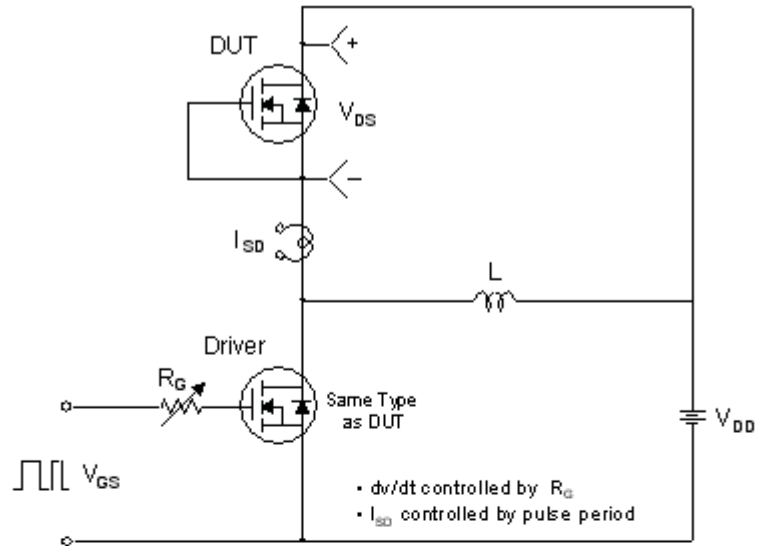 DUT
+
V_DS
−
I_SD
L
Driver
R_G
Same Type
as DUT
V_DD
V_GS
• dv/dt controlled by R_G
• I_SD controlled by pulse period